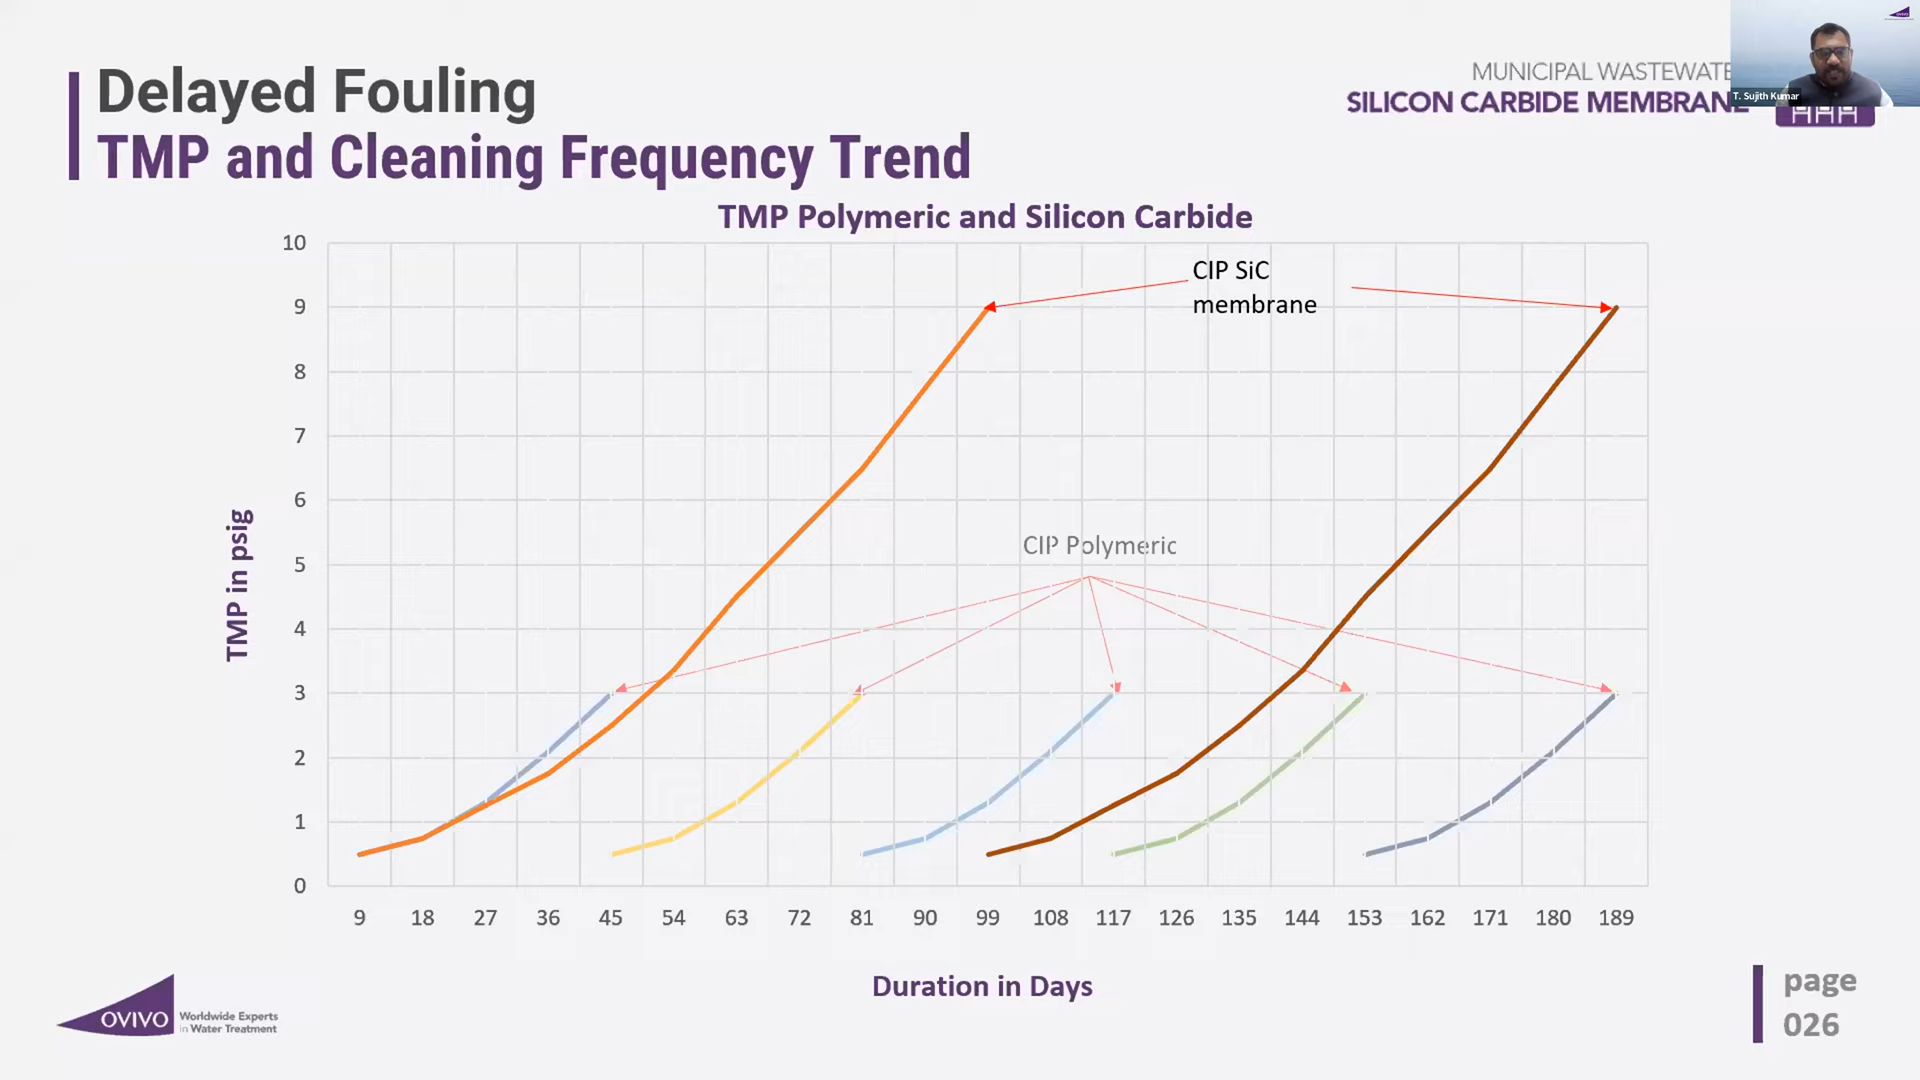 Delayed Fouling
TMP and Cleaning Frequency Trend
MUNICIPAL WASTEWATE
SILICON CARBIDE MEMBRANE
OVIVO
T. Sujith Kumar
TMP Polymeric and Silicon Carbide
CIP SiC
membrane
CIP Polymeric
TMP in psig
10
9
8
7
6
5
4
3
2
1
0
9 18 27 36 45 54 63 72 81 90 99 108 117 126 135 144 153 162 171 180 189
Duration in Days
OVIVO
Worldwide Experts
in Water Treatment
page
026